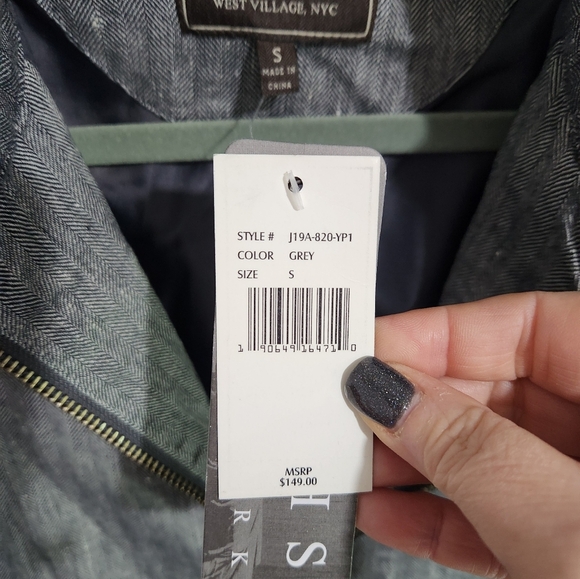 WEST VILLAGE, NYC
S
MADE IN
CHINA
STYLE # J19A-820-YP1
COLOR GREY
SIZE S
1 90649 16471 0
MSRP
$149.00
H S
R K